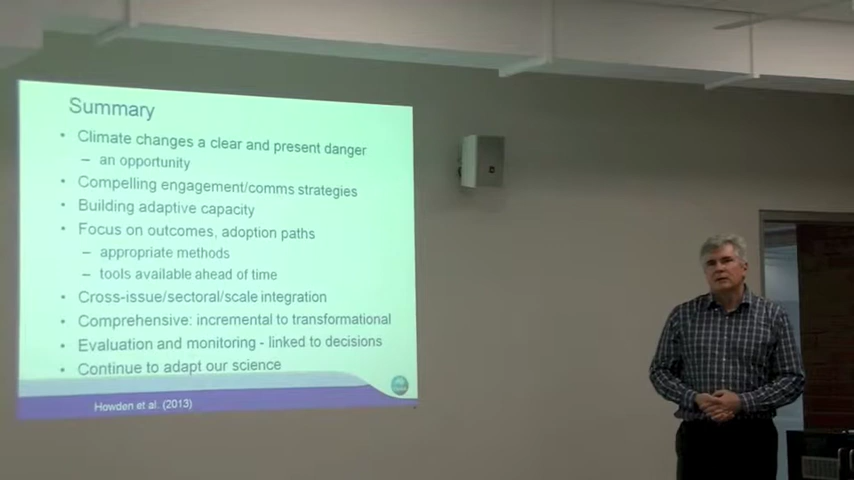 Summary
• Climate changes a clear and present danger
– an opportunity
• Compelling engagement/comms strategies
• Building adaptive capacity
• Focus on outcomes, adoption paths
– appropriate methods
– tools available ahead of time
• Cross-issue/sectoral/scale integration
• Comprehensive: incremental to transformational
• Evaluation and monitoring - linked to decisions
• Continue to adapt our science
Howden et al. (2013)